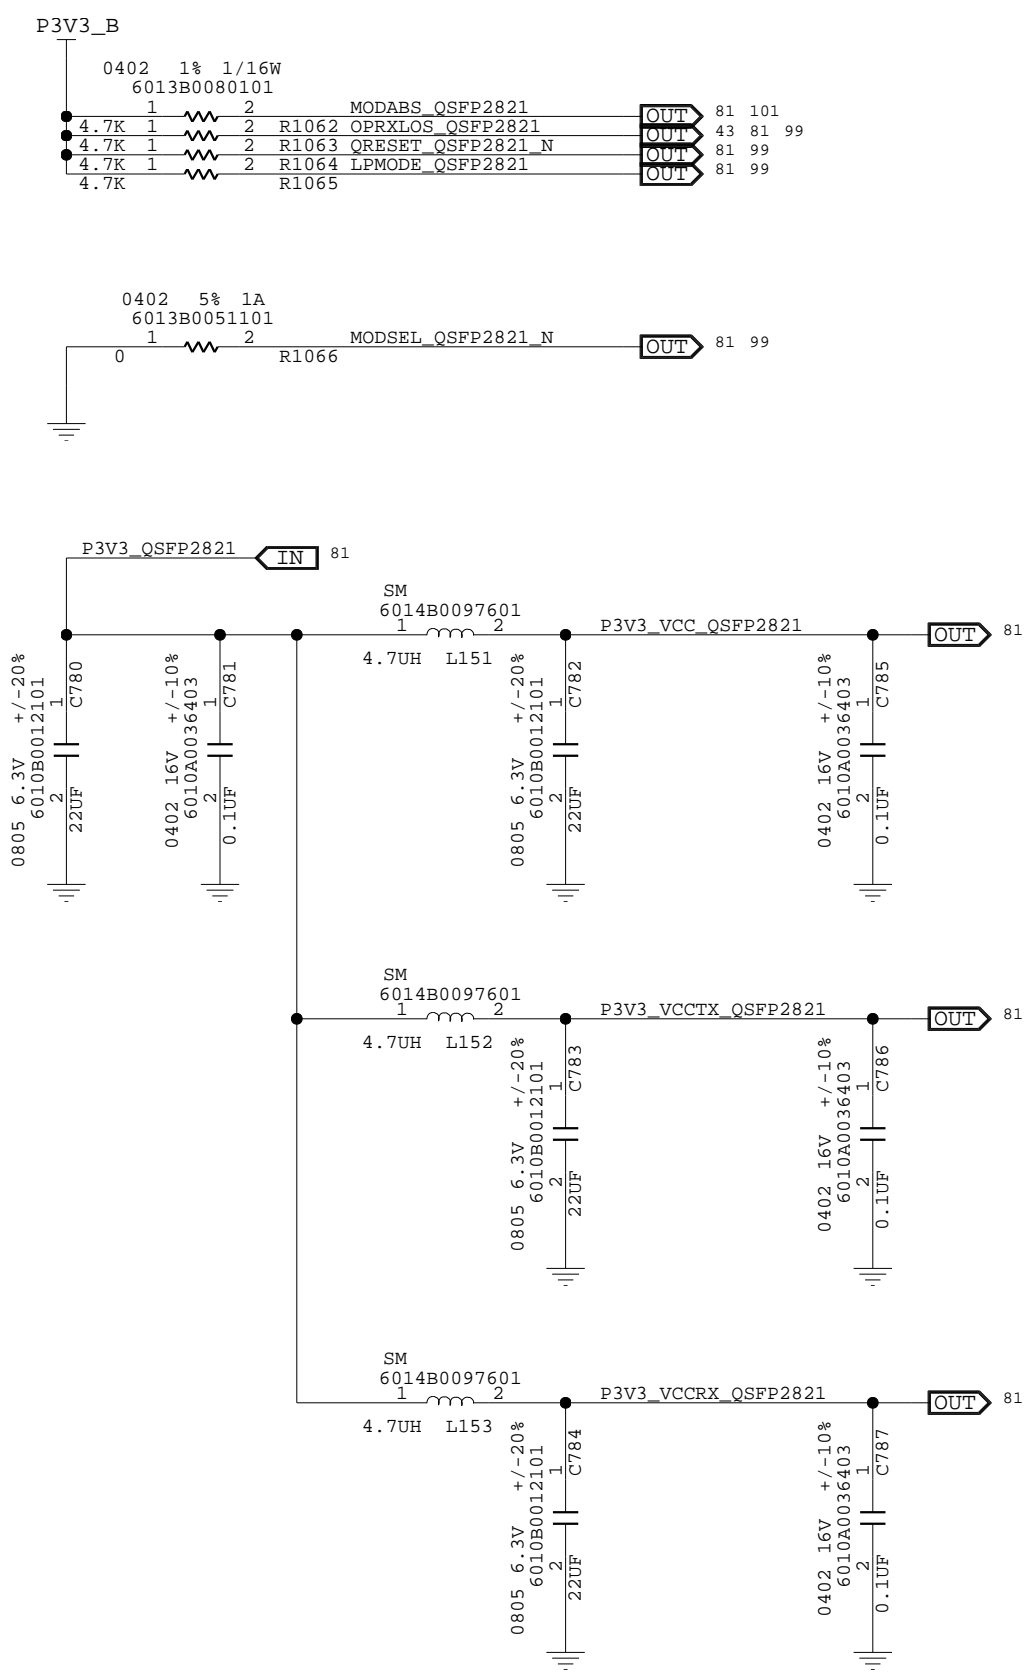 P3V3_B
0402 1% 1/16W
6013B0080101
1 2 MODABS_QSFP2821 OUT 81 101
4.7K 1 2 R1062 OPRXLOS_QSFP2821 OUT 43 81 99
4.7K 1 2 R1063 QRESET_QSFP2821_N OUT 81 99
4.7K 1 2 R1064 LPMODE_QSFP2821 OUT 81 99
4.7K R1065
0402 5% 1A
6013B0051101
1 2 MODSEL_QSFP2821_N OUT 81 99
0 R1066
P3V3_QSFP2821 IN 81
SM
6014B0097601
1 2 P3V3_VCC_QSFP2821 OUT 81
4.7UH L151
0805 6.3V +/-20%
6010B0012101
1 2
C780
22UF
0402 16V +/-10%
6010A0036403
1 2
C781
0.1UF
0805 6.3V +/-20%
6010B0012101
1 2
C782
22UF
0402 16V +/-10%
6010A0036403
1 2
C785
0.1UF
SM
6014B0097601
1 2 P3V3_VCCTX_QSFP2821 OUT 81
4.7UH L152
0805 6.3V +/-20%
6010B0012101
1 2
C783
22UF
0402 16V +/-10%
6010A0036403
1 2
C786
0.1UF
SM
6014B0097601
1 2 P3V3_VCCRX_QSFP2821 OUT 81
4.7UH L153
0805 6.3V +/-20%
6010B0012101
1 2
C784
22UF
0402 16V +/-10%
6010A0036403
1 2
C787
0.1UF